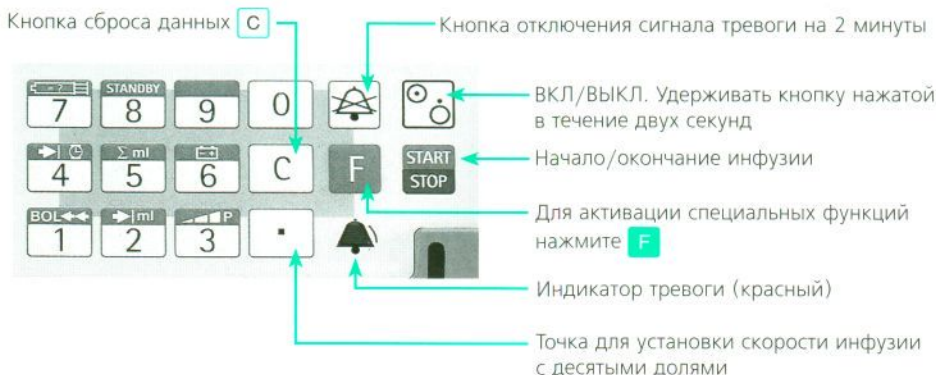 Кнопка сброса данных C
Кнопка отключения сигнала тревоги на 2 минуты
ВКЛ/ВЫКЛ. Удерживать кнопку нажатой
в течение двух секунд
Начало/окончание инфузии
Для активации специальных функций
нажмите F
Индикатор тревоги (красный)
Точка для установки скорости инфузии
с десятыми долями
STANDBY
7 8 9 0
Σ ml
4 5 6 C F START
STOP
BOL ml P
1 2 3 .